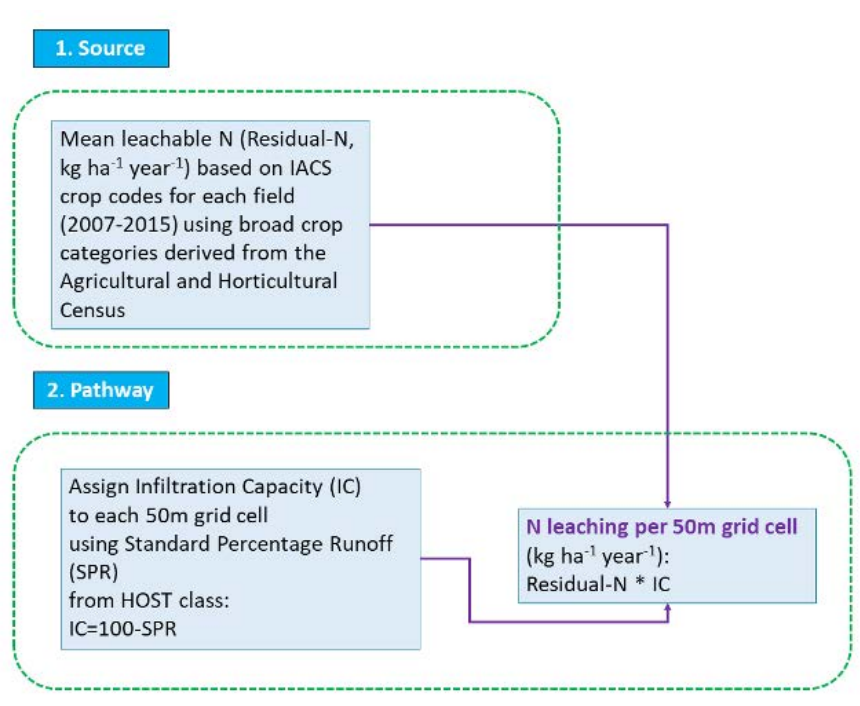 1. Source
Mean leachable N (Residual-N,
kg ha⁻¹ year⁻¹) based on IACS
crop codes for each field
(2007-2015) using broad crop
categories derived from the
Agricultural and Horticultural
Census
2. Pathway
Assign Infiltration Capacity (IC)
to each 50m grid cell
using Standard Percentage Runoff
(SPR)
from HOST class:
IC=100-SPR
N leaching per 50m grid cell
(kg ha⁻¹ year⁻¹):
Residual-N * IC